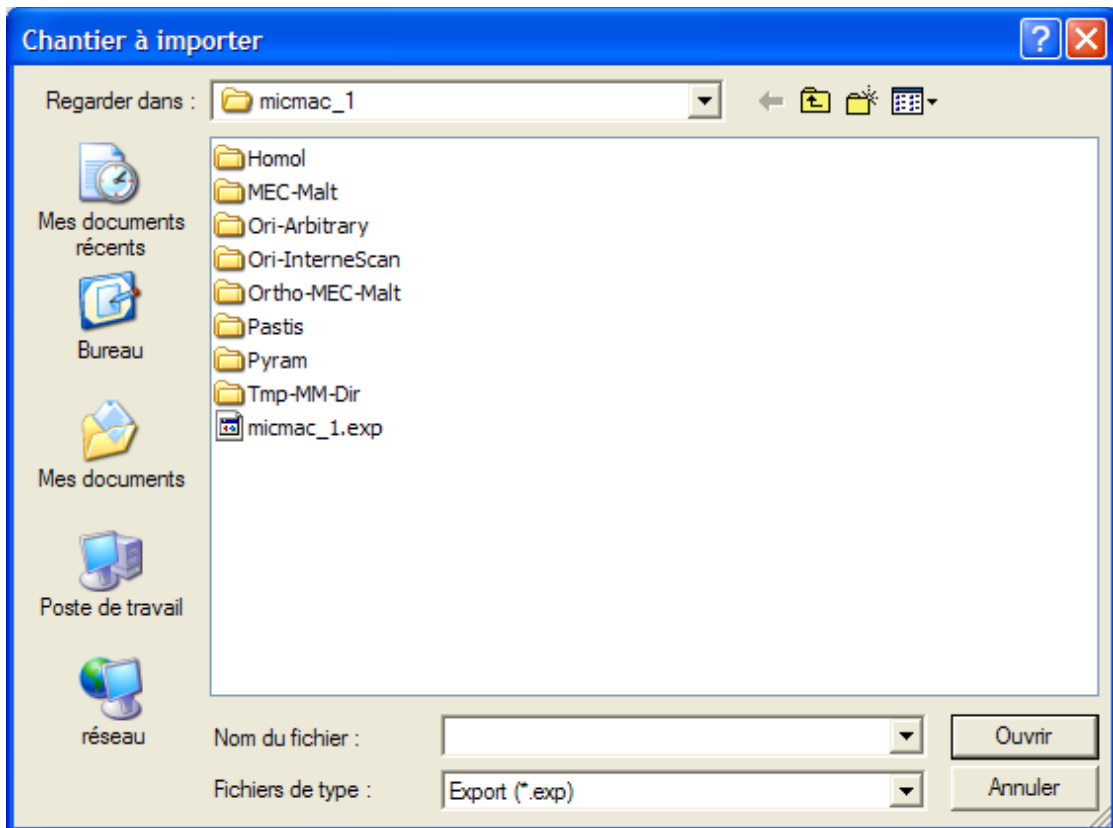 Chantier à importer
Regarder dans :
micmac_1
Mes documents
récents
Bureau
Mes documents
Poste de travail
réseau
Homol
MEC-Malt
Ori-Arbitrary
Ori-InterneScan
Ortho-MEC-Malt
Pastis
Pyram
Tmp-MM-Dir
micmac_1.exp
Nom du fichier :
Ouvrir
Fichiers de type :
Export (*.exp)
Annuler